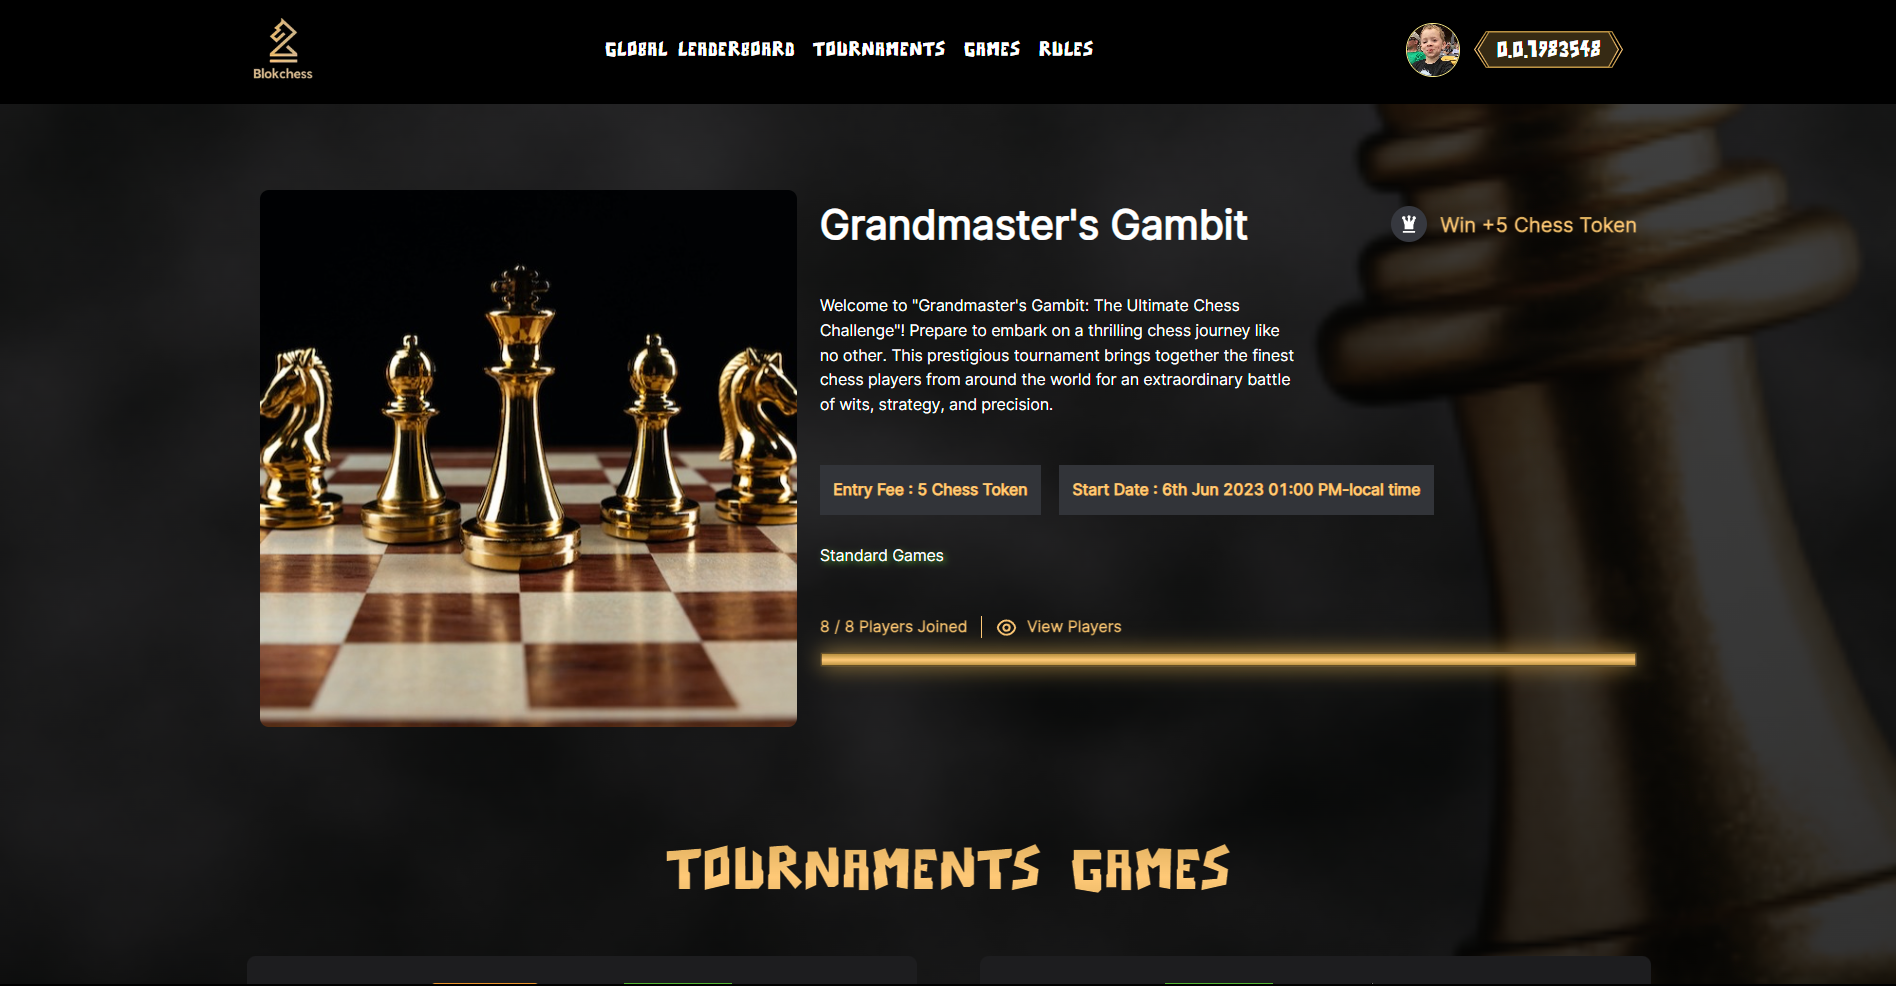 Blokchess
GLOBAL LEADERBOARD TOURNAMENTS GAMES RULES
0.0.1983548
Grandmaster's Gambit
Win +5 Chess Token
Welcome to "Grandmaster's Gambit: The Ultimate Chess
Challenge"! Prepare to embark on a thrilling chess journey like
no other. This prestigious tournament brings together the finest
chess players from around the world for an extraordinary battle
of wits, strategy, and precision.
Entry Fee : 5 Chess Token
Start Date : 6th Jun 2023 01:00 PM-local time
Standard Games
8 / 8 Players Joined
View Players
TOURNAMENTS GAMES